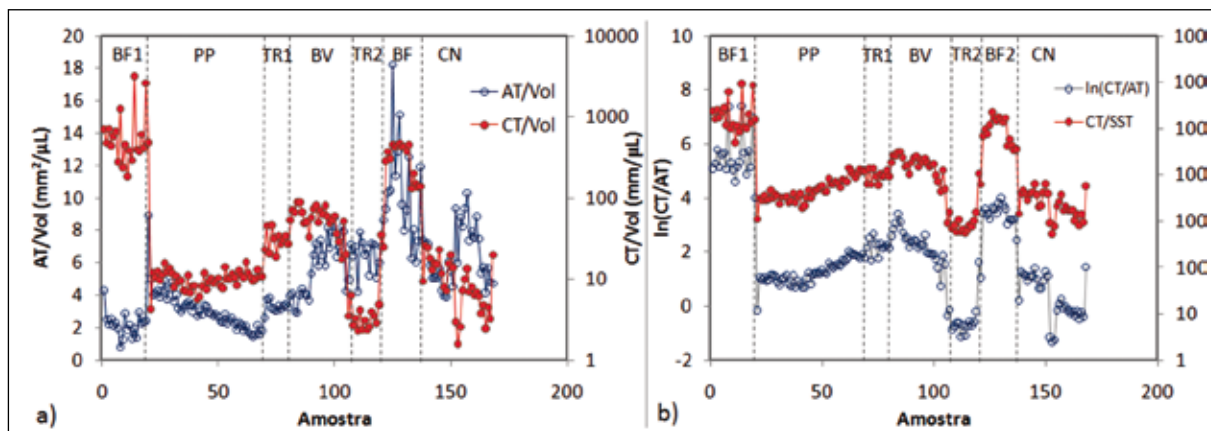 20
18
16
14
12
10
8
6
4
2
0
AT/Vol (mm²/µL)
BF1
PP
TR1
BV
TR2
BF
CN
AT/Vol
CT/Vol
10000
1000
100
10
1
CT/Vol (mm/µL)
0
50
100
150
200
Amostra
a)
10
8
6
4
2
0
-2
ln(CT/AT)
BF1
PP
TR1
BV
TR2
BF2
CN
ln(CT/AT)
CT/SST
100
10
1
0
50
100
150
200
Amostra
b)